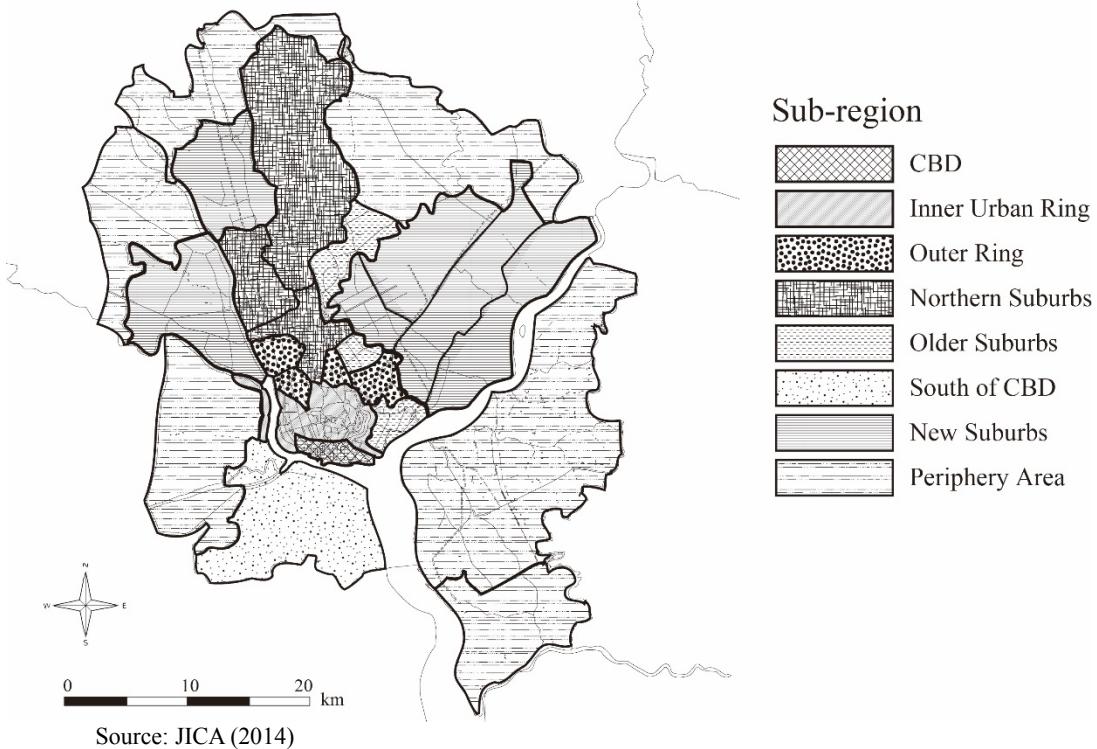 Sub-region
CBD
Inner Urban Ring
Outer Ring
Northern Suburbs
Older Suburbs
South of CBD
New Suburbs
Periphery Area
N
W E
S
0 10 20
km
Source: JICA (2014)